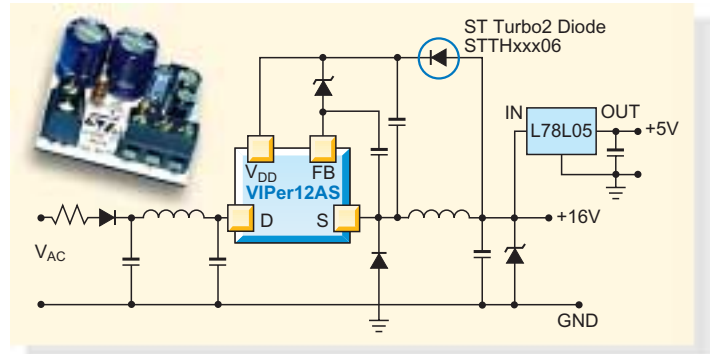 ST Turbo2 Diode
STTHxxx06
IN
OUT
L78L05
+5V
VDD
FB
VIPer12AS
D
S
+16V
VAC
GND